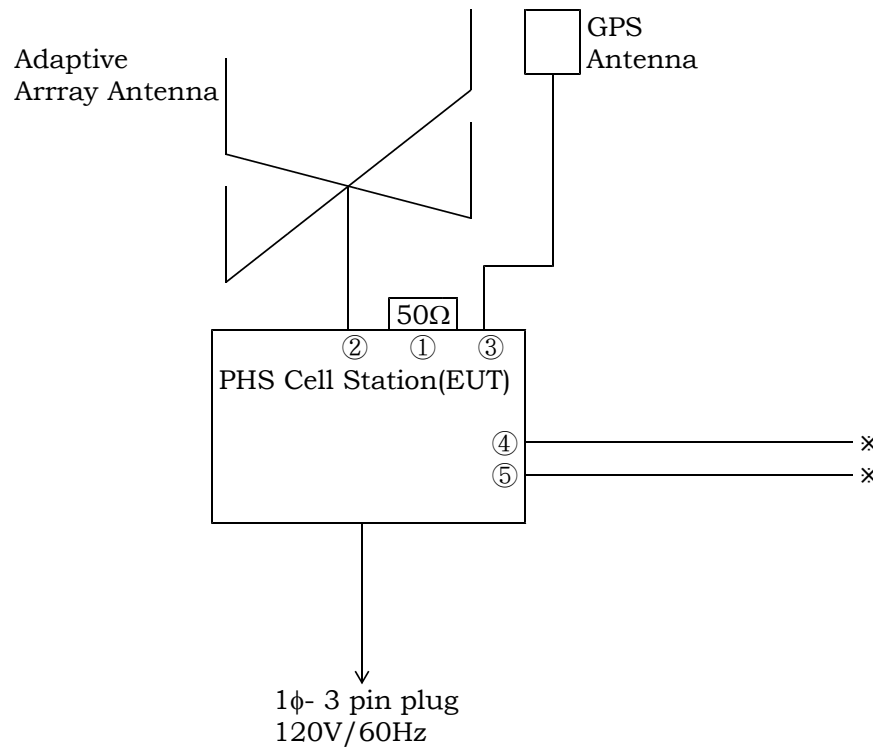 GPS
Antenna
Adaptive
Arrray Antenna
50Ω
② ① ③
PHS Cell Station(EUT)
④ ※
⑤ ※
1ϕ- 3 pin plug
120V/60Hz